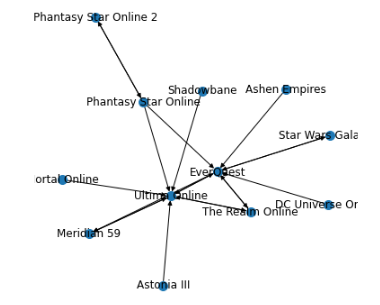 Phantasy Star Online 2
Shadowbane
Ashen Empires
Phantasy Star Online
Star Wars Gala
EverQuest
ortal Online
Ultima Online
The Realm Online
DC Universe On
Meridian 59
Astonia III